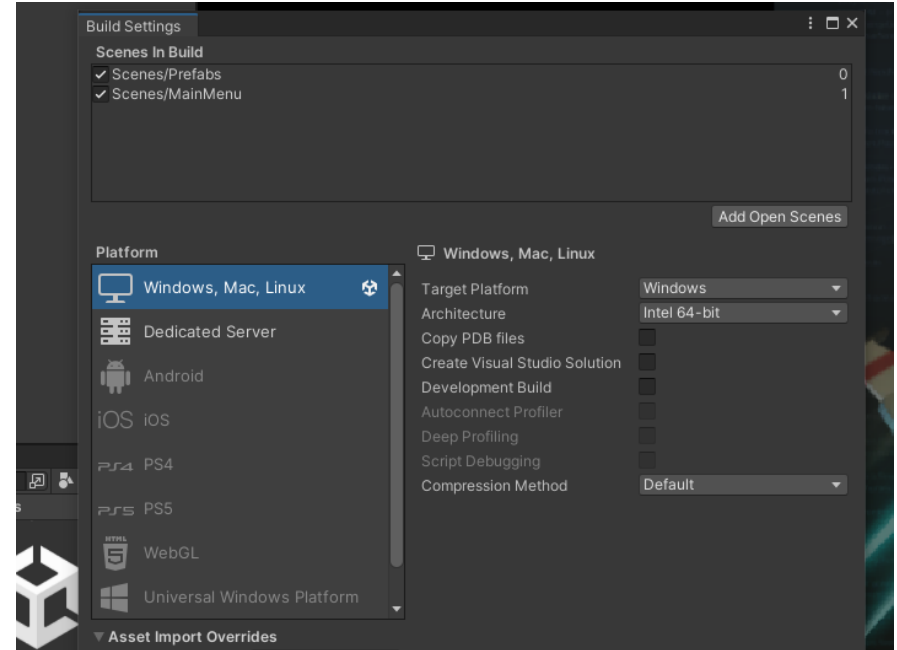 Build Settings
Scenes In Build
Scenes/Prefabs 0
Scenes/MainMenu 1
Add Open Scenes
Platform
Windows, Mac, Linux
Dedicated Server
Android
iOS iOS
PS4 PS4
PS5 PS5
HTML 5 WebGL
Universal Windows Platform
Windows, Mac, Linux
Target Platform Windows
Architecture Intel 64-bit
Copy PDB files
Create Visual Studio Solution
Development Build
Autoconnect Profiler
Deep Profiling
Script Debugging
Compression Method Default
Asset Import Overrides
s